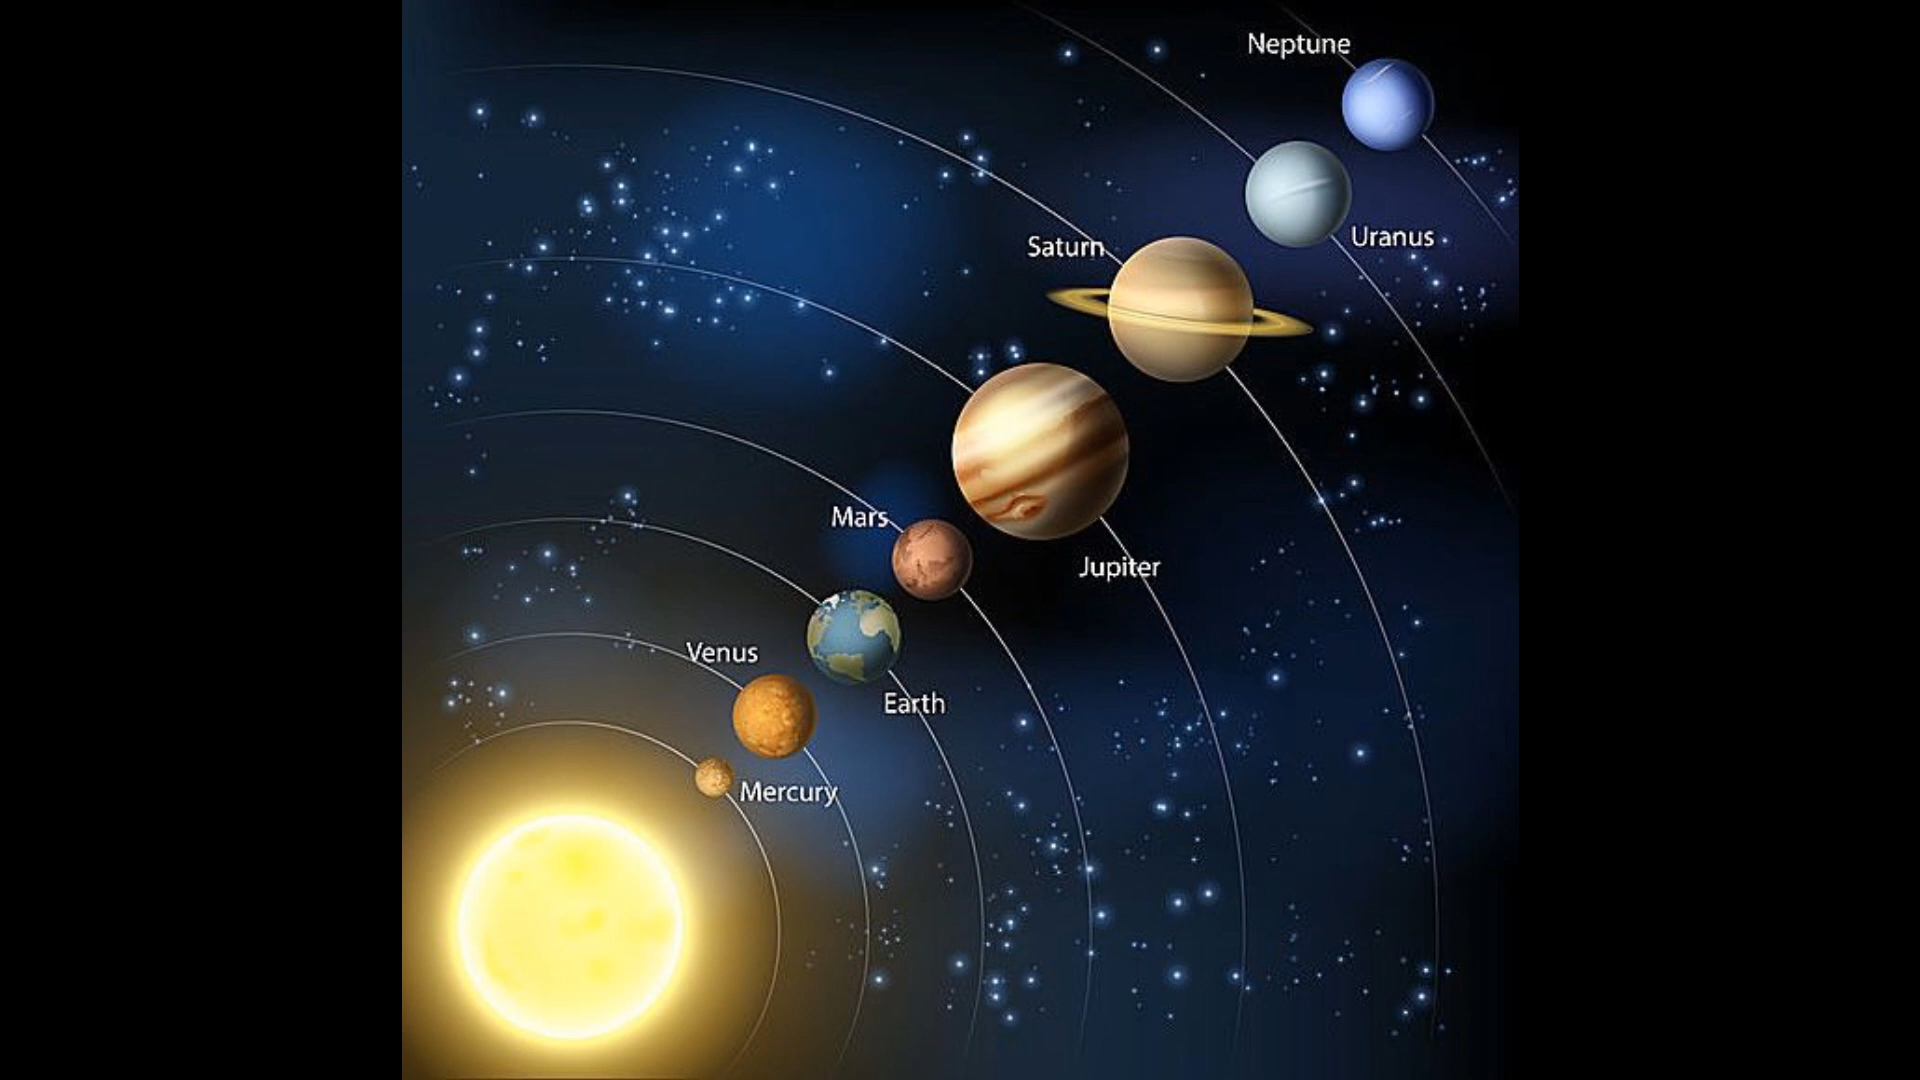 Neptune
Uranus
Saturn
Jupiter
Mars
Earth
Venus
Mercury